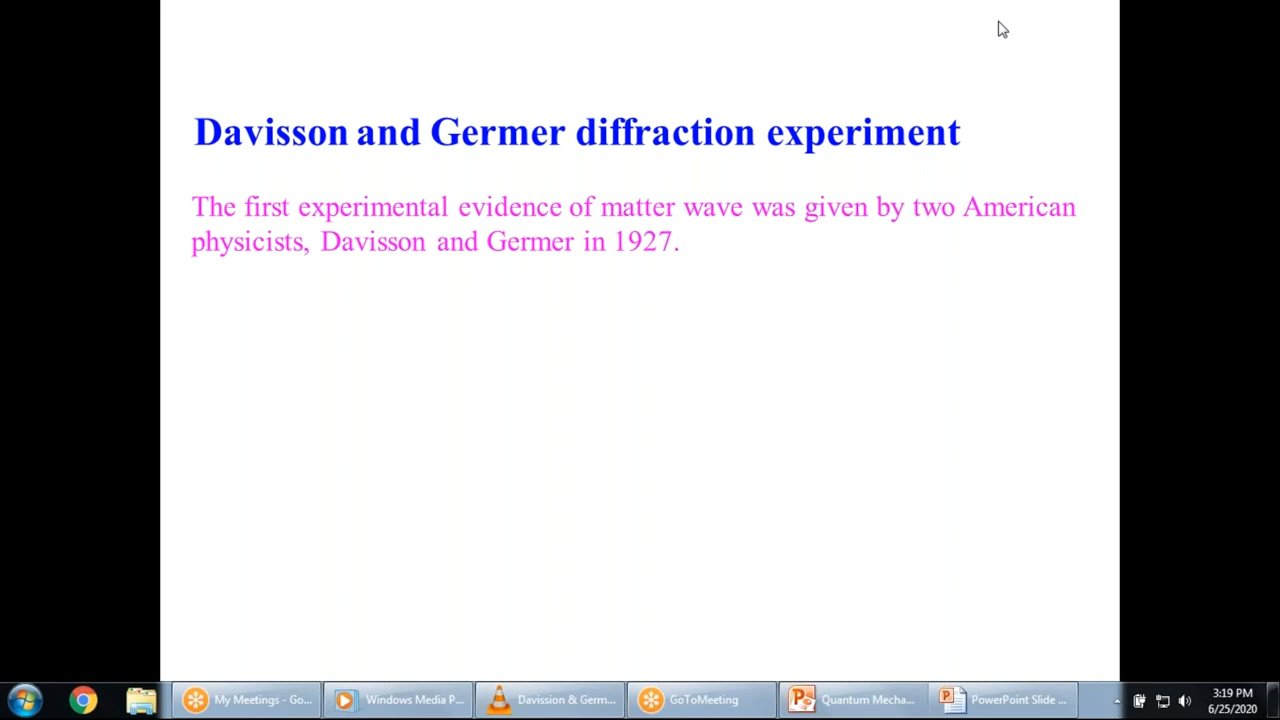 Davisson and Germer diffraction experiment
The first experimental evidence of matter wave was given by two American
physicists, Davisson and Germer in 1927.
My Meetings - Go...
Windows Media P...
Davission & Germ...
GoToMeeting
Quantum Mecha...
PowerPoint Slide ...
3:19 PM
6/25/2020